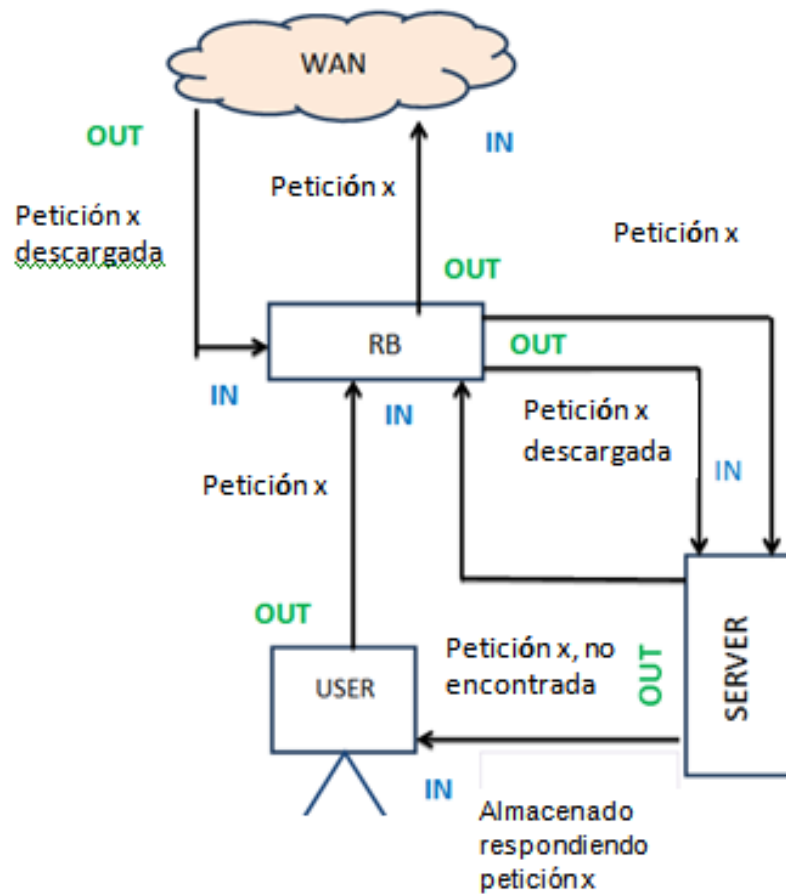 WAN
OUT
IN
Petición x
Petición x
descargada
Petición x
OUT
RB
OUT
IN
IN
Petición x
descargada
IN
Petición x
OUT
Petición x, no
encontrada
OUT
SERVER
USER
IN
Almacenado
respondiendo
petición x